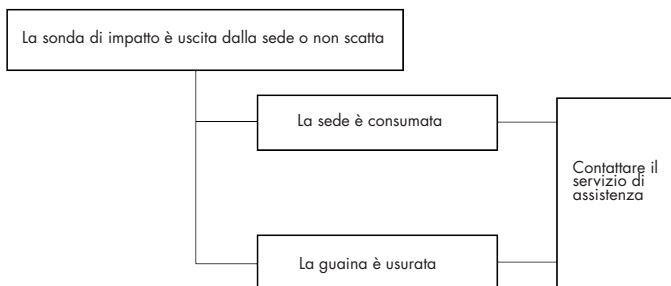 La sonda di impatto è uscita dalla sede o non scatta
La sede è consumata
Contattare il
servizio di
assistenza
La guaina è usurata